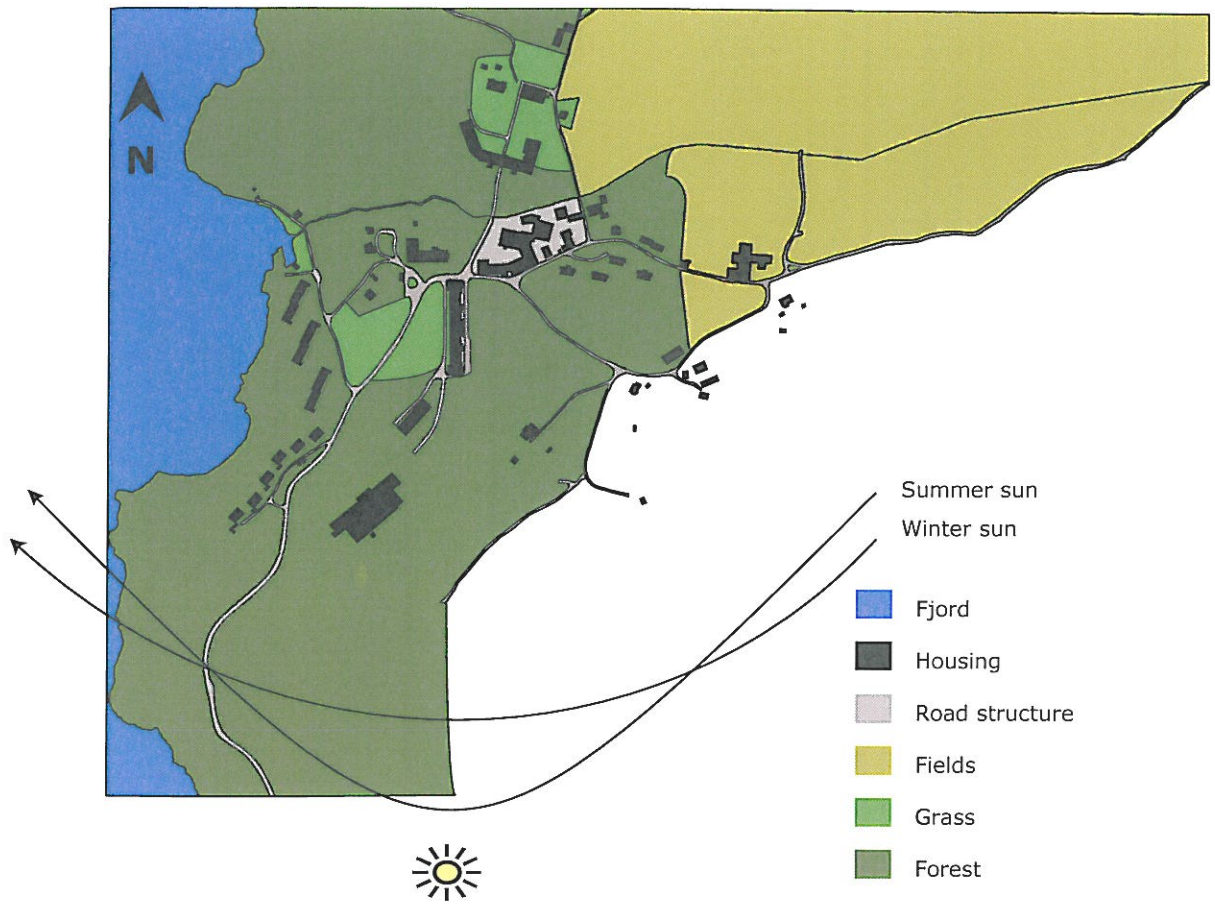 N
Summer sun
Winter sun
Fjord
Housing
Road structure
Fields
Grass
Forest